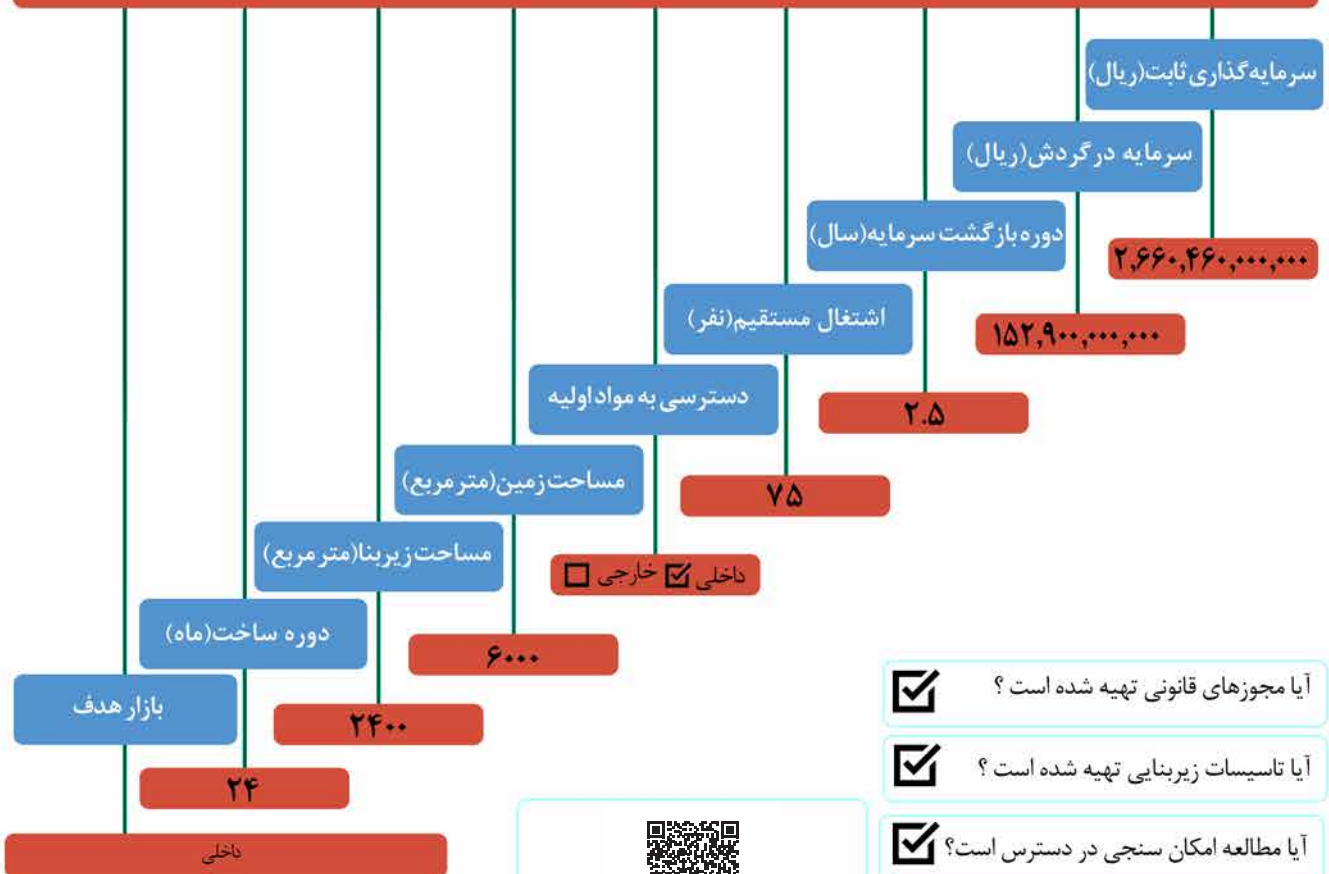 سرمایه‌گذاری ثابت(ریال)
۲,۶۶۰,۴۶۰,۰۰۰,۰۰۰
سرمایه در گردش(ریال)
۱۵۲,۹۰۰,۰۰۰,۰۰۰
دوره بازگشت سرمایه(سال)
۲.۵
اشتغال مستقیم(نفر)
۷۵
دسترسی به مواد اولیه
داخلی ☑ خارجی ☐
مساحت زمین(متر مربع)
۶۰۰۰
مساحت زیربنا(متر مربع)
۲۴۰۰
دوره ساخت(ماه)
۲۴
بازار هدف
داخلی
آیا مجوزهای قانونی تهیه شده است ؟ ☑
آیا تاسیسات زیربنایی تهیه شده است ؟ ☑
آیا مطالعه امکان سنجی در دسترس است؟ ☑